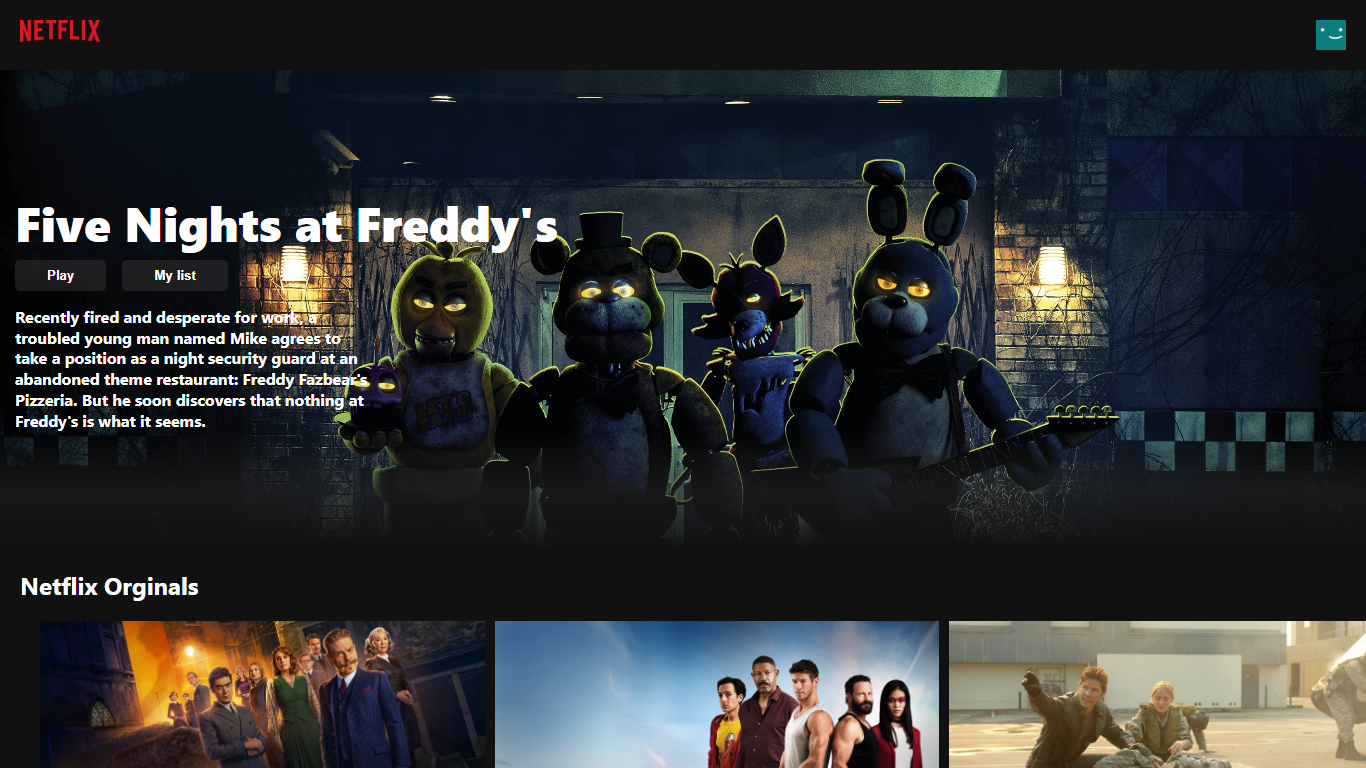 NETFLIX
Five Nights at Freddy's
Play
My list
Recently fired and desperate for work, a
troubled young man named Mike agrees to
take a position as a night security guard at an
abandoned theme restaurant: Freddy Fazbear's
Pizzeria. But he soon discovers that nothing at
Freddy's is what it seems.
LET'S
EAT!
Netflix Orginals